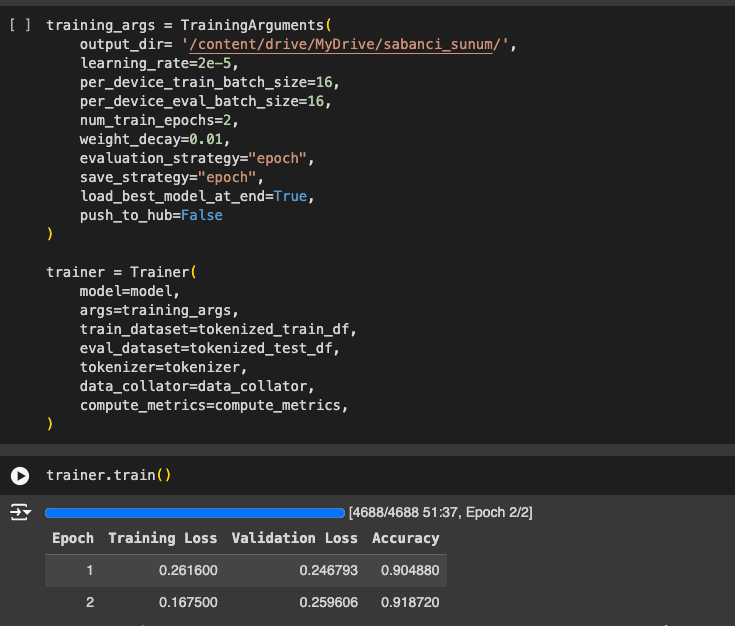 [ ] training_args = TrainingArguments(
output_dir= '/content/drive/MyDrive/sabanci_sunum/',
learning_rate=2e-5,
per_device_train_batch_size=16,
per_device_eval_batch_size=16,
num_train_epochs=2,
weight_decay=0.01,
evaluation_strategy="epoch",
save_strategy="epoch",
load_best_model_at_end=True,
push_to_hub=False
)
trainer = Trainer(
model=model,
args=training_args,
train_dataset=tokenized_train_df,
eval_dataset=tokenized_test_df,
tokenizer=tokenizer,
data_collator=data_collator,
compute_metrics=compute_metrics,
)
trainer.train()
[4688/4688 51:37, Epoch 2/2]
Epoch Training Loss Validation Loss Accuracy
1 0.261600 0.246793 0.904880
2 0.167500 0.259606 0.918720